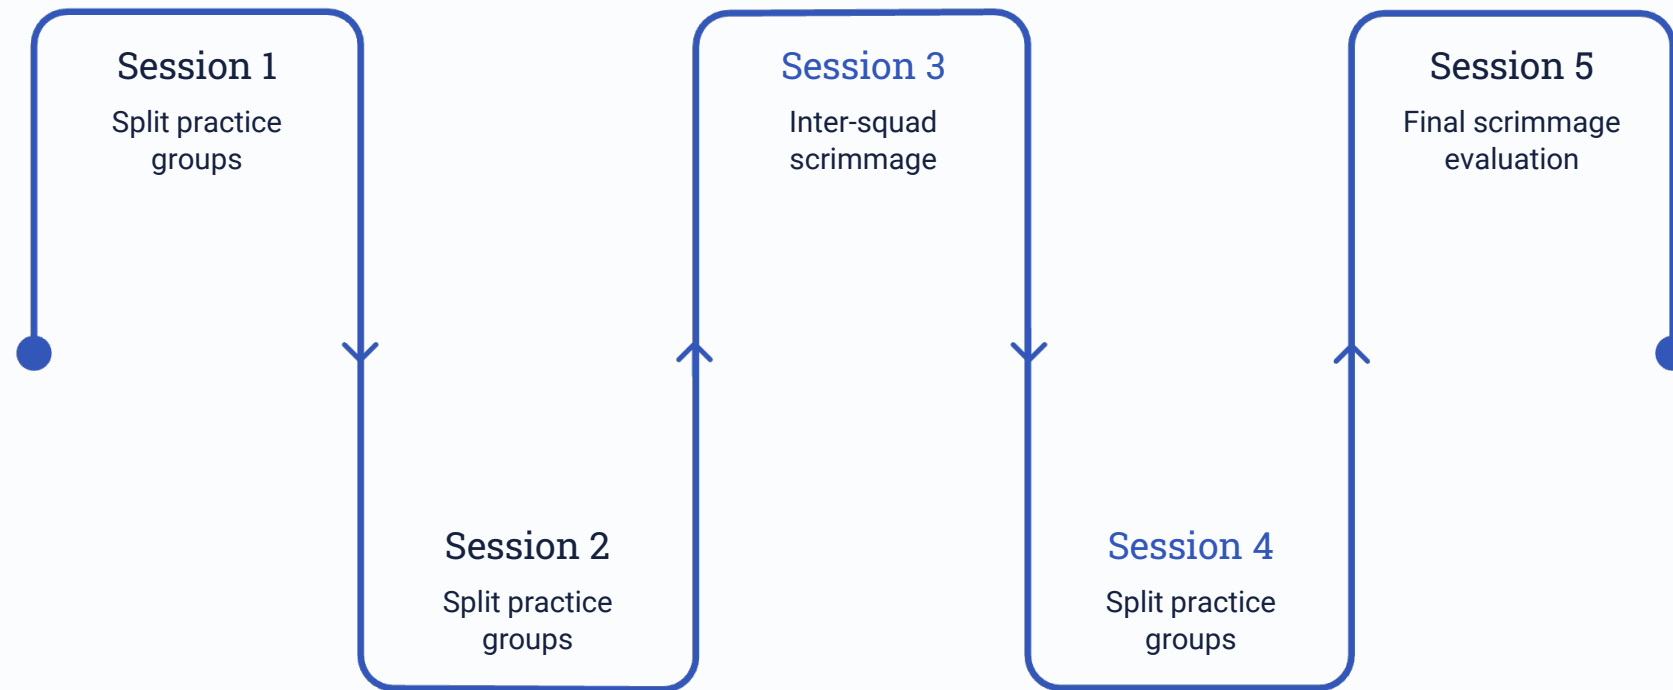 Session 1
Split practice
groups
Session 2
Split practice
groups
Session 3
Inter-squad
scrimmage
Session 4
Split practice
groups
Session 5
Final scrimmage
evaluation